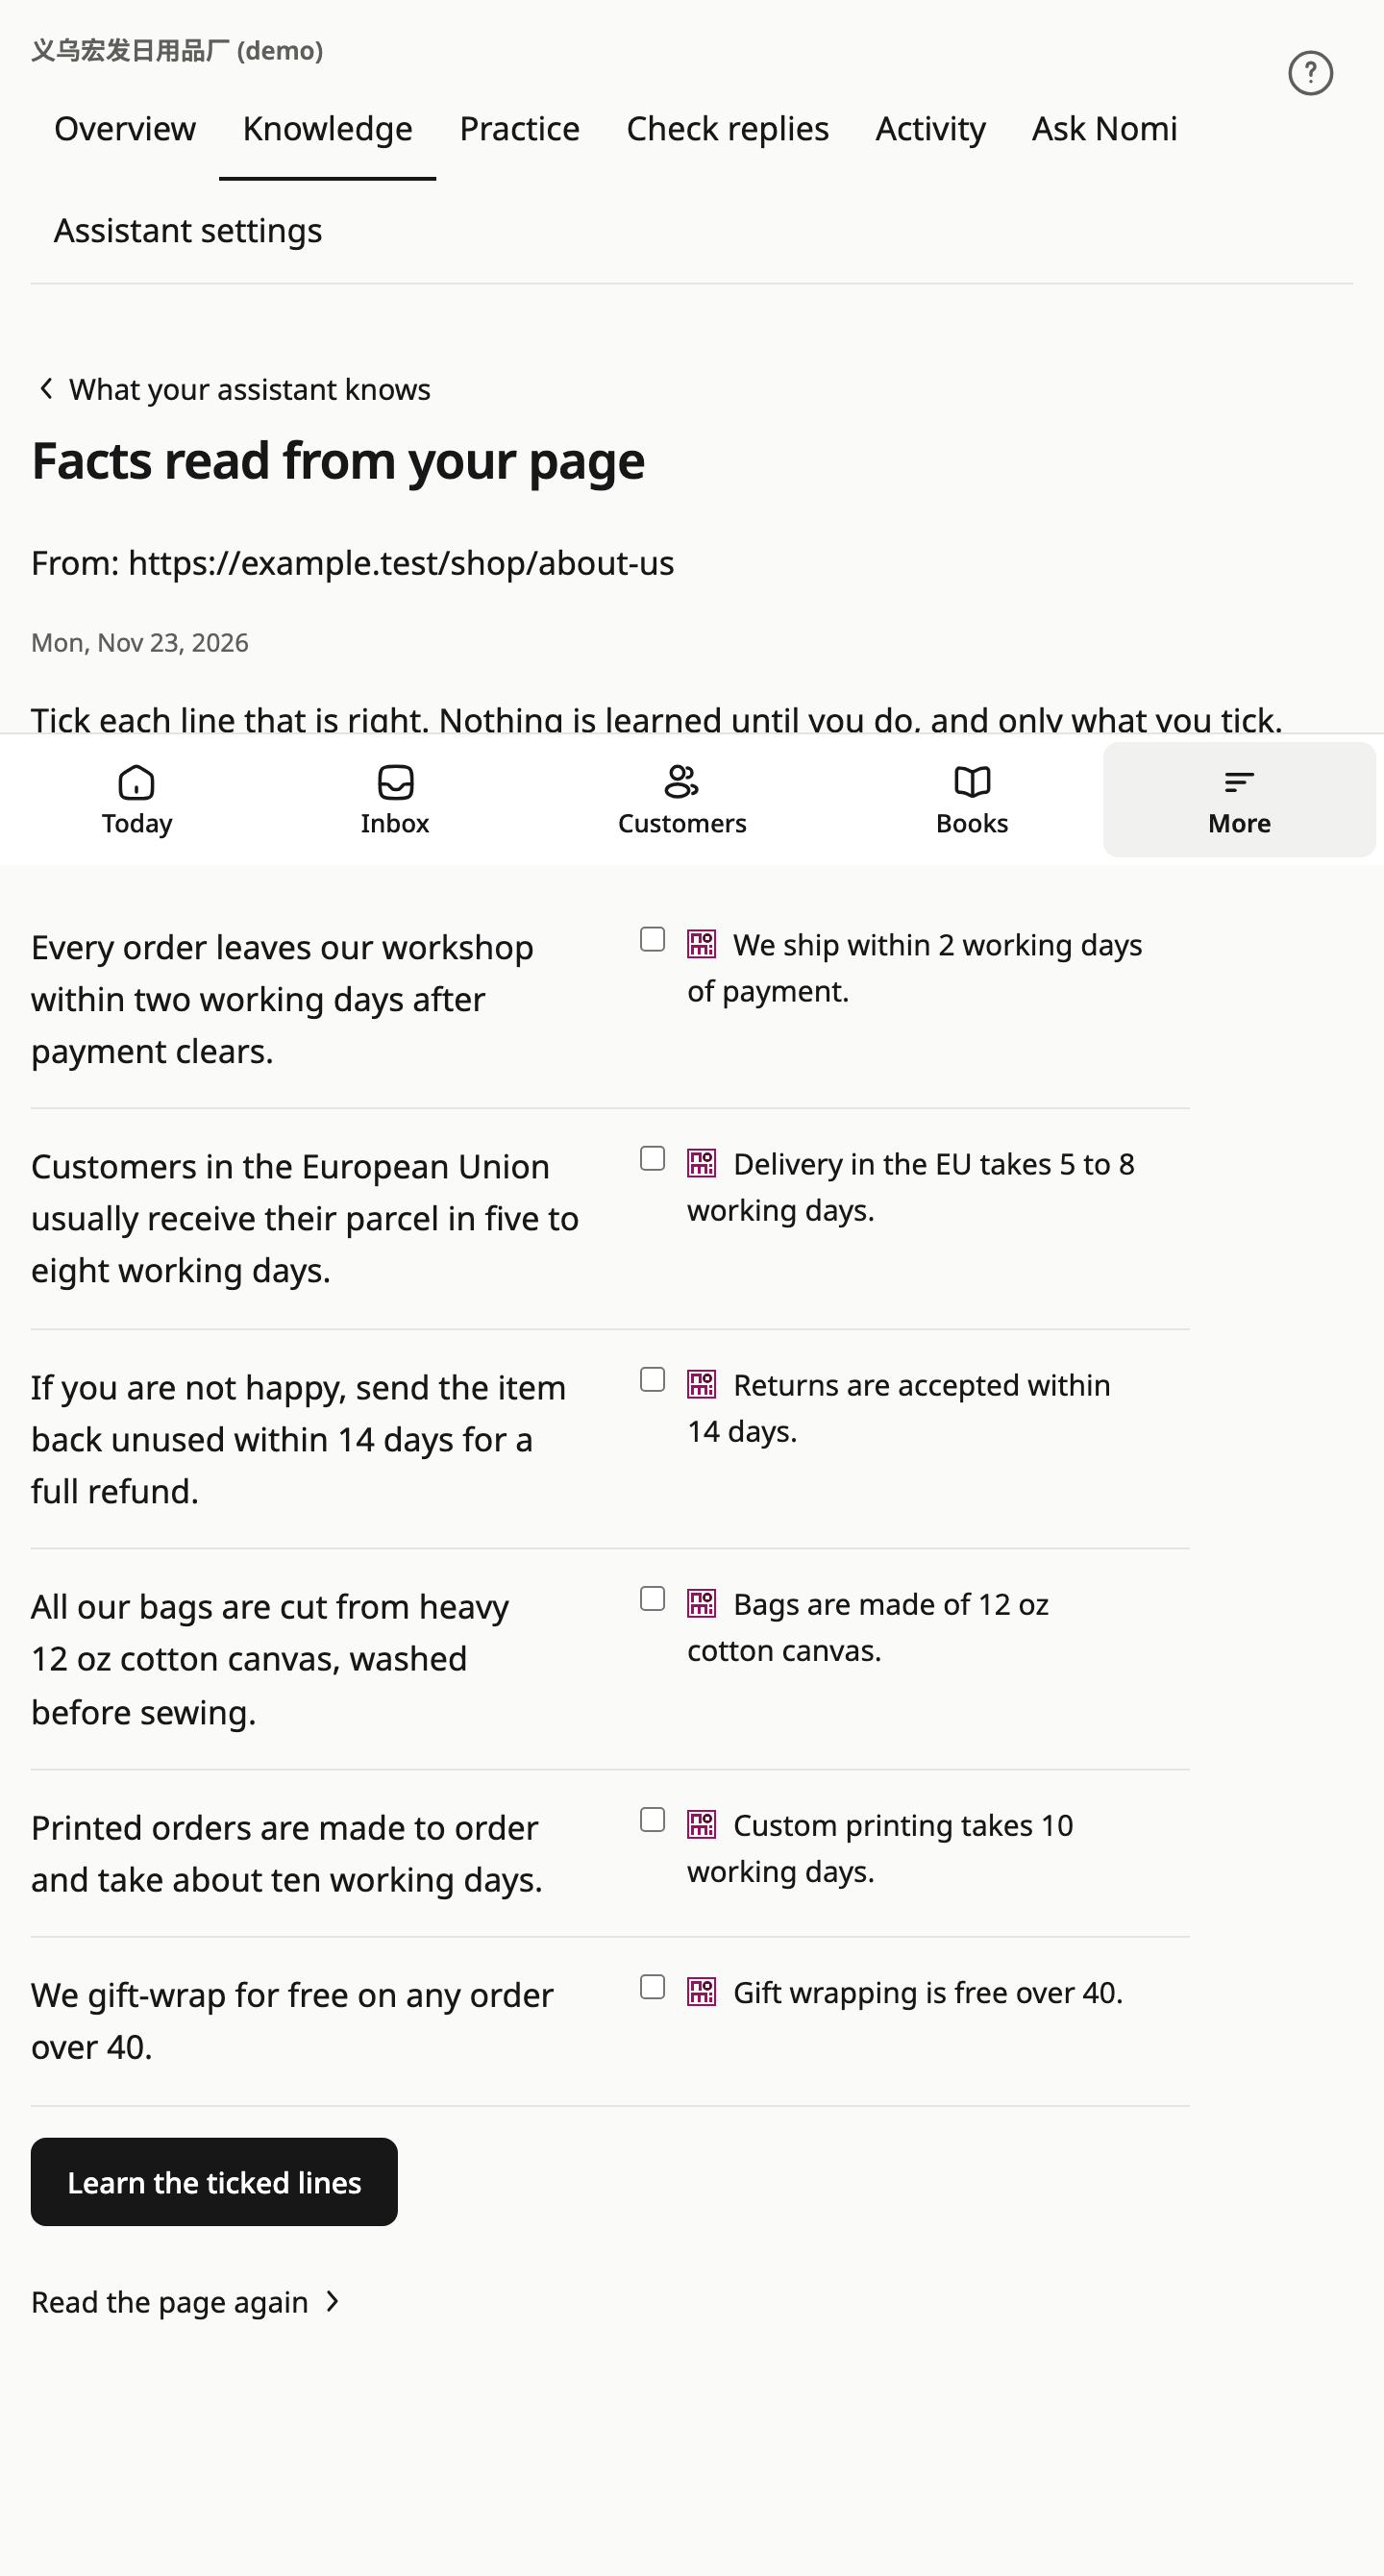 义乌宏发日用品厂 (demo)
Overview
Knowledge
Practice
Check replies
Activity
Ask Nomi
Assistant settings
What your assistant knows
Facts read from your page
From: https://example.test/shop/about-us
Mon, Nov 23, 2026
Tick each line that is right. Nothing is learned until you do, and only what you tick.
Today
Inbox
Customers
Books
More
Every order leaves our workshop
within two working days after
payment clears.
We ship within 2 working days
of payment.
Customers in the European Union
usually receive their parcel in five to
eight working days.
Delivery in the EU takes 5 to 8
working days.
If you are not happy, send the item
back unused within 14 days for a
full refund.
Returns are accepted within
14 days.
All our bags are cut from heavy
12 oz cotton canvas, washed
before sewing.
Bags are made of 12 oz
cotton canvas.
Printed orders are made to order
and take about ten working days.
Custom printing takes 10
working days.
We gift-wrap for free on any order
over 40.
Gift wrapping is free over 40.
Learn the ticked lines
Read the page again